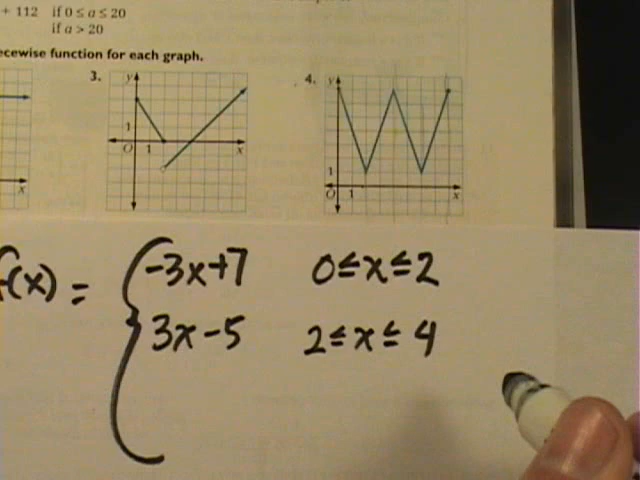 + 112 if 0 ≤ a ≤ 20
if a > 20
ecewise function for each graph.
3.
y
1
O 1 x
4.
y
1
O 1 x
x
f(x) = { -3x+7 0≤x≤2
3x-5 2≤x≤4